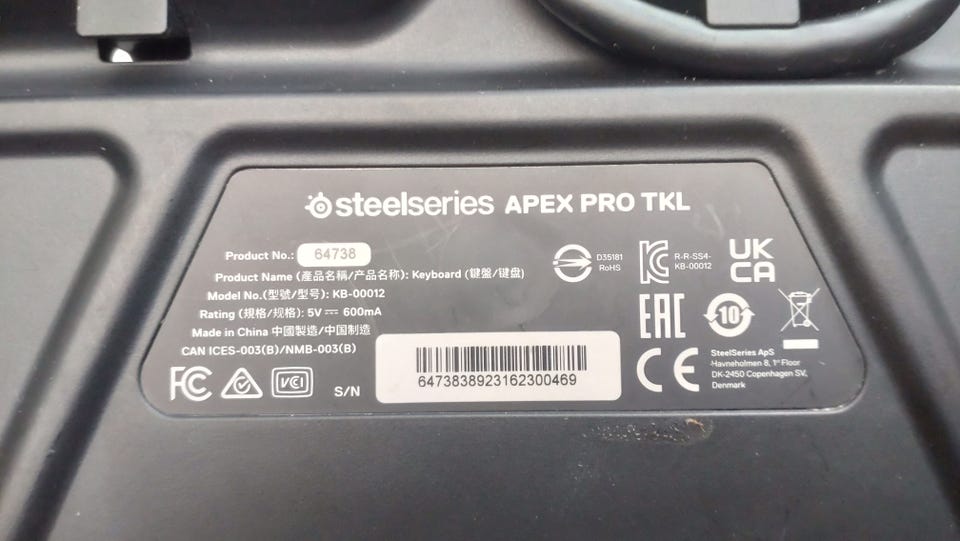 steelseries APEX PRO TKL
Product No.: 64738
Product Name (產品名稱/产品名称): Keyboard (鍵盤/键盘)
Model No.(型號/型号): KB-00012
Rating (規格/规格): 5V⎓600mA
Made in China 中國製造/中国制造
CAN ICES-003(B)/NMB-003(B)
FC
VCI
S/N
6473838923162300469
D35181
RoHS
R-R-SS4-
KB-00012
UK
CA
EAC
10
CE
SteelSeries ApS
Havneholmen 8, 1st Floor
DK-2450 Copenhagen SV,
Denmark